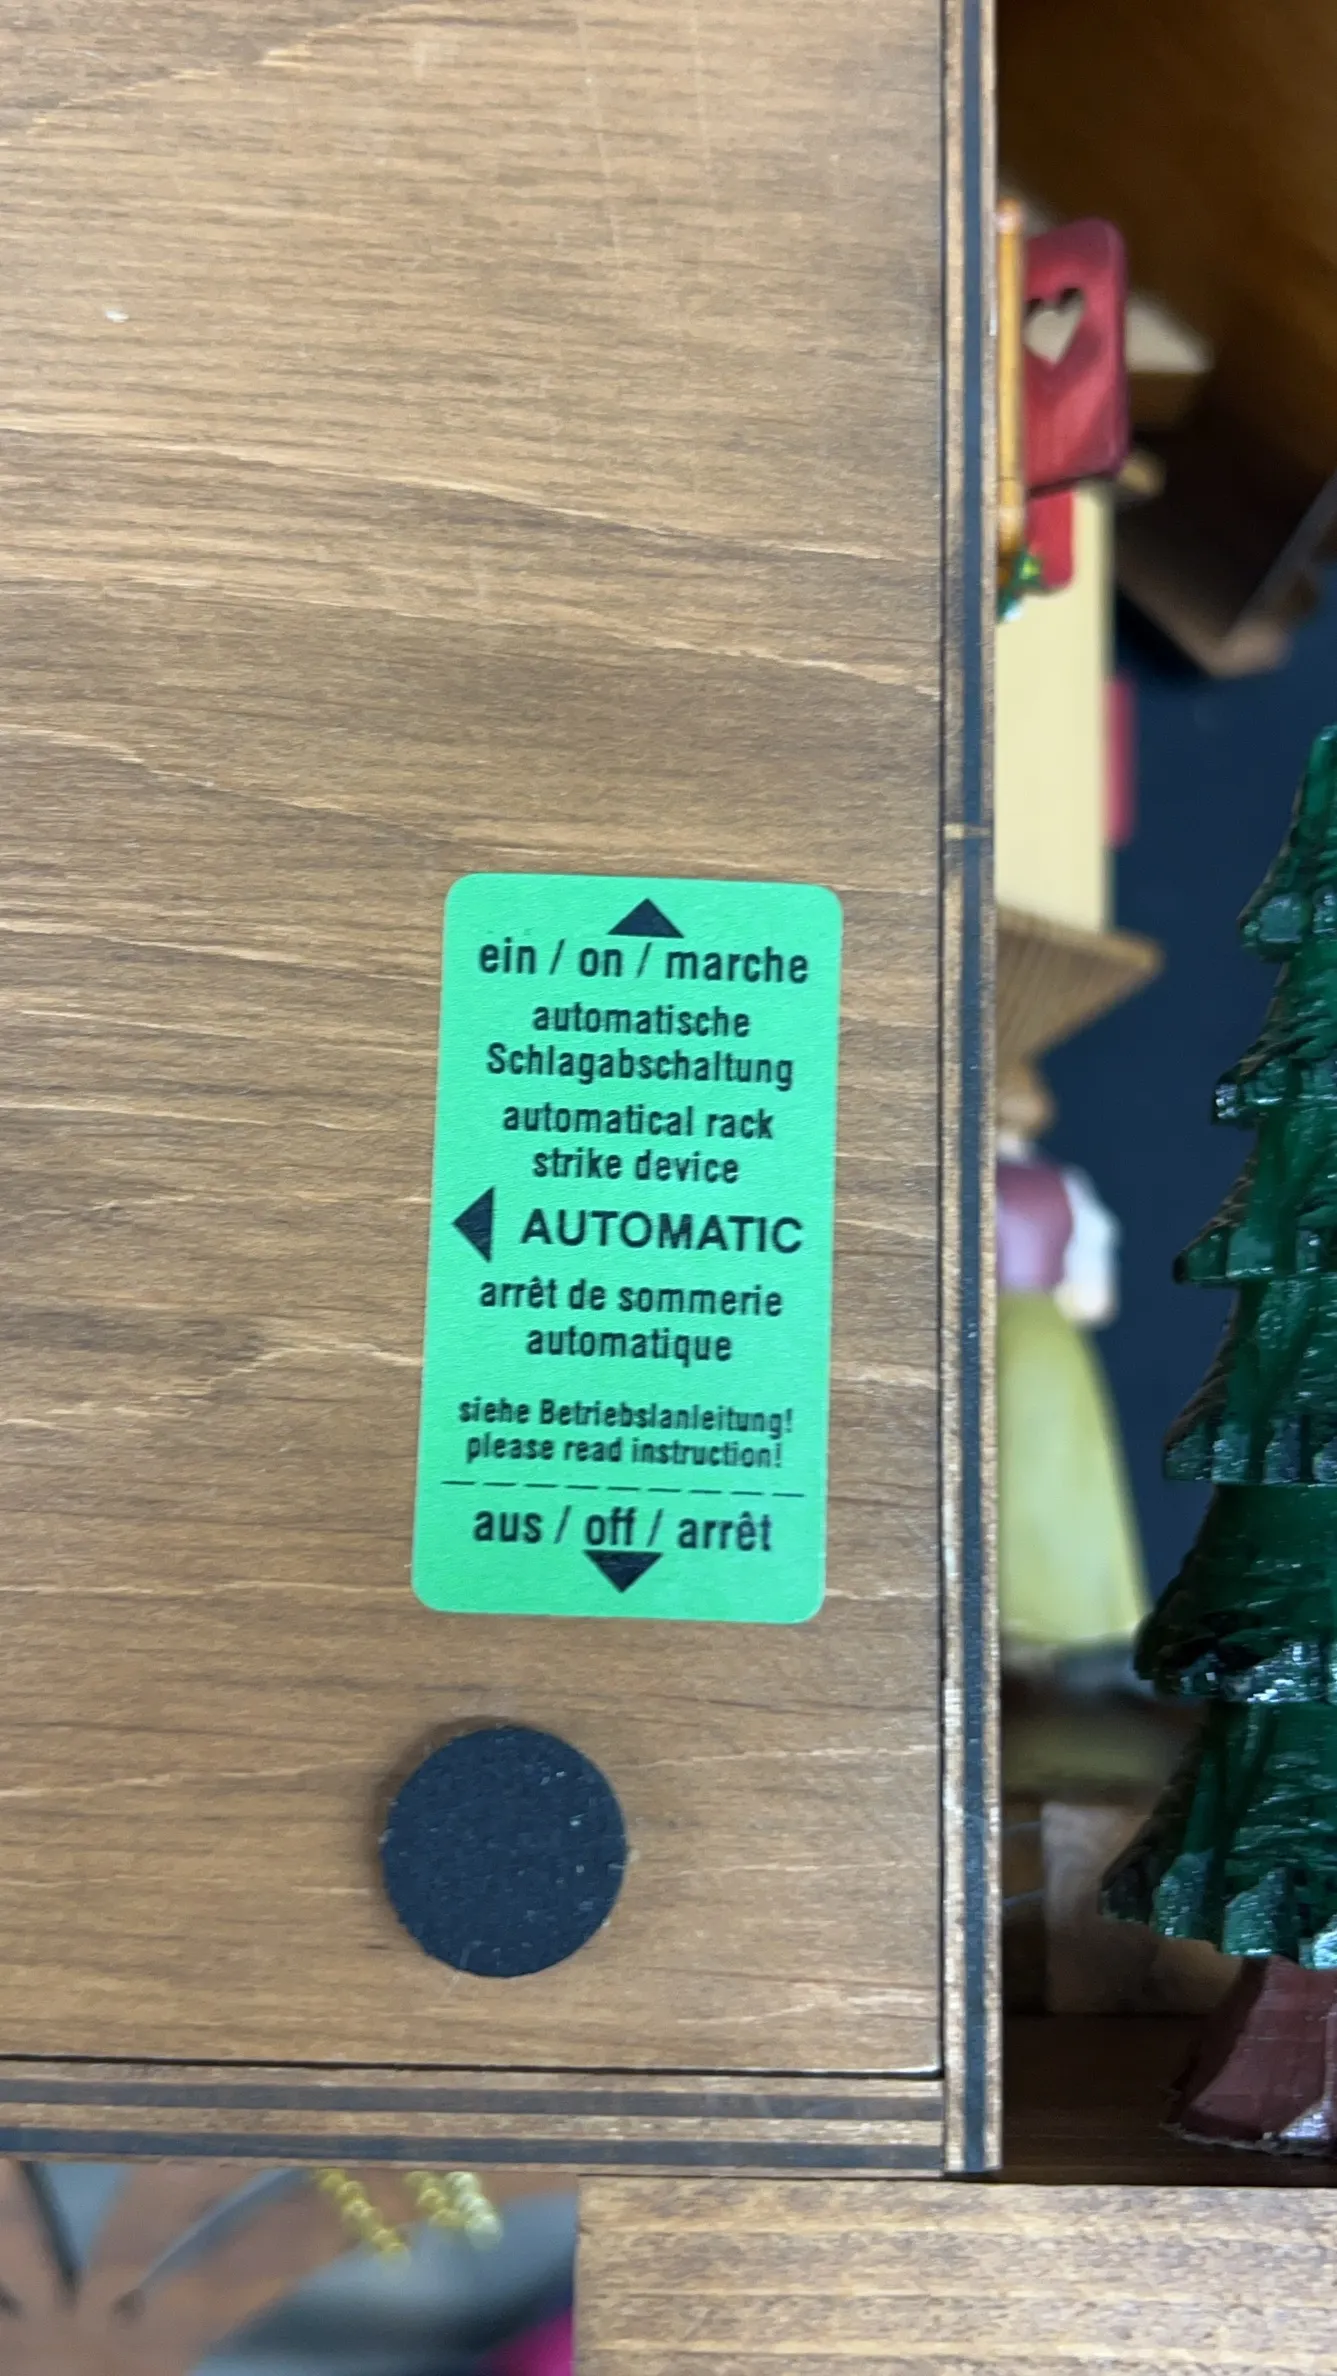 ein / on / marche
automatische
Schlagabschaltung
automatical rack
strike device
AUTOMATIC
arrêt de sommerie
automatique
siehe Betriebslanleitung!
please read instruction!
aus / off / arrêt